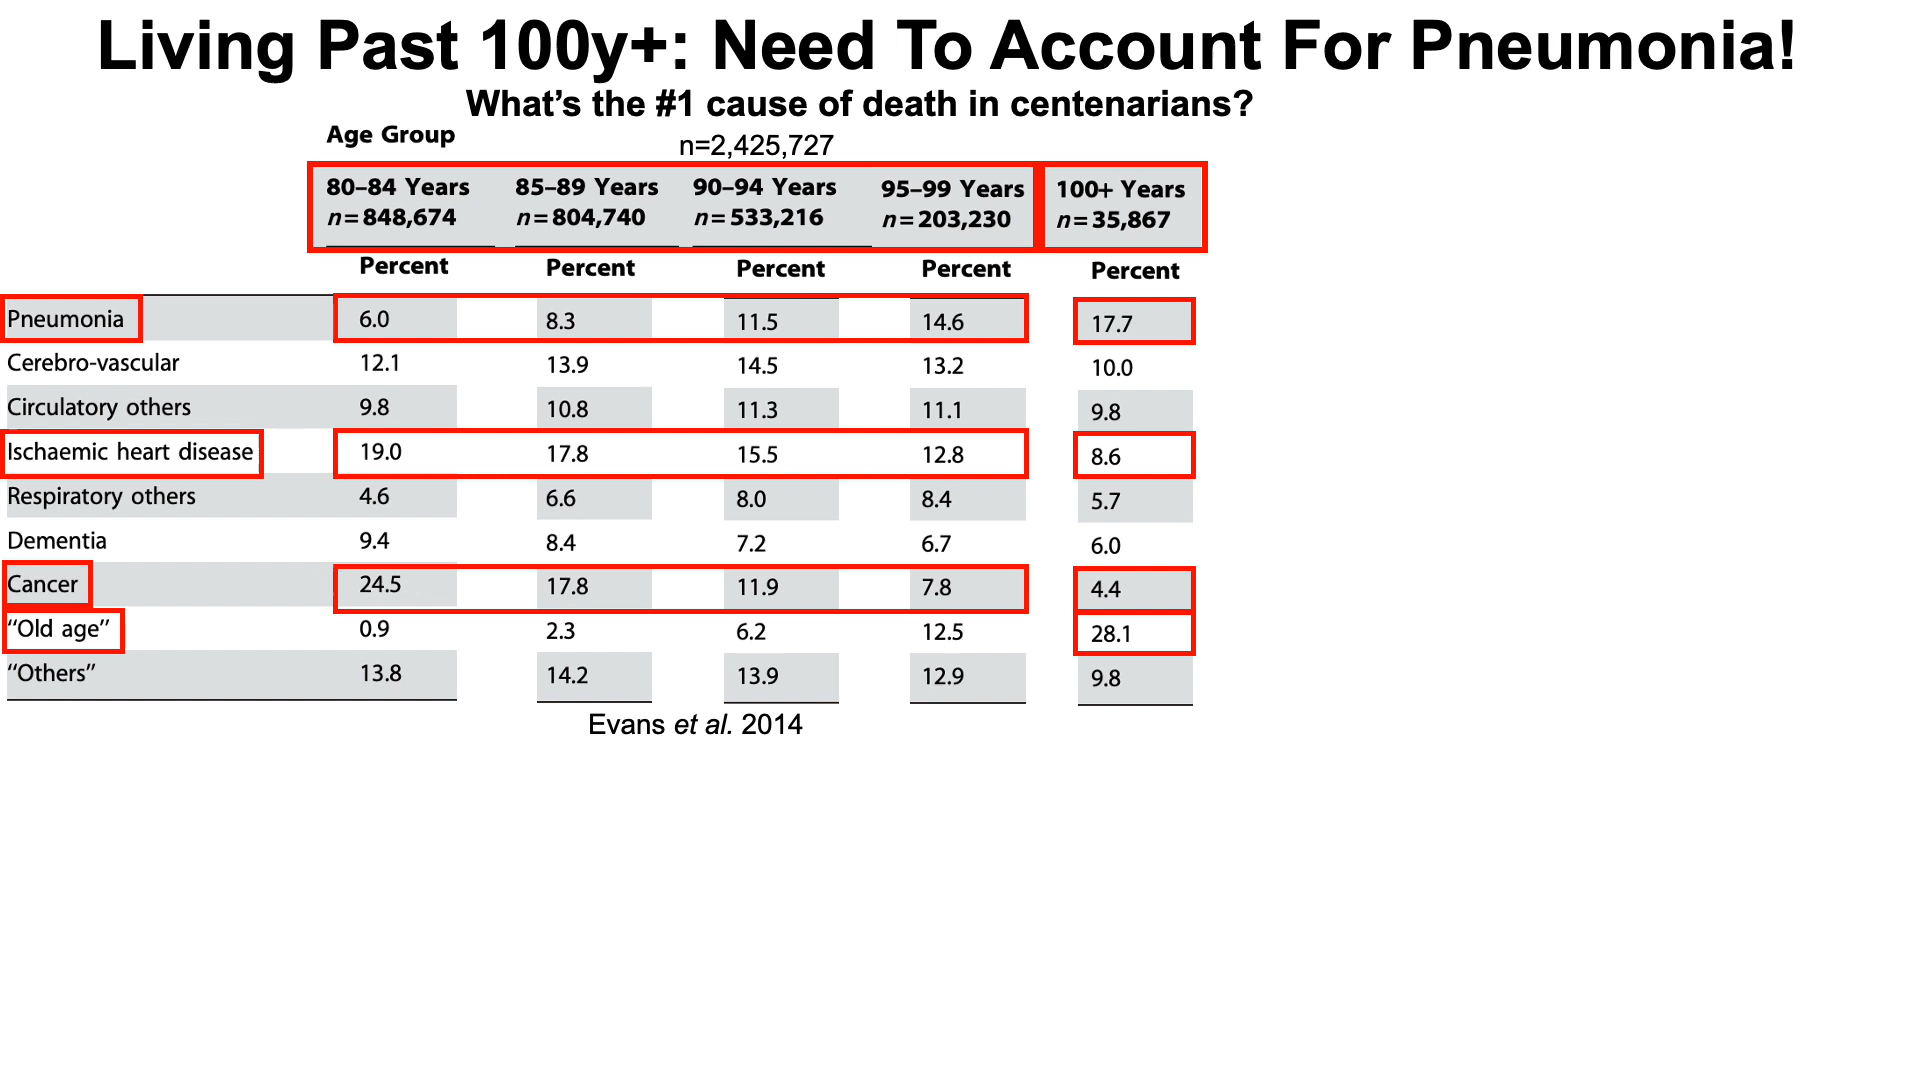 Living Past 100y+: Need To Account For Pneumonia!
What's the #1 cause of death in centenarians?
Age Group
n=2,425,727
80–84 Years 85–89 Years 90–94 Years 95–99 Years 100+ Years
n=848,674 n=804,740 n=533,216 n=203,230 n=35,867
Percent Percent Percent Percent Percent
Pneumonia 6.0 8.3 11.5 14.6 17.7
Cerebro-vascular 12.1 13.9 14.5 13.2 10.0
Circulatory others 9.8 10.8 11.3 11.1 9.8
Ischaemic heart disease 19.0 17.8 15.5 12.8 8.6
Respiratory others 4.6 6.6 8.0 8.4 5.7
Dementia 9.4 8.4 7.2 6.7 6.0
Cancer 24.5 17.8 11.9 7.8 4.4
“Old age” 0.9 2.3 6.2 12.5 28.1
“Others” 13.8 14.2 13.9 12.9 9.8
Evans et al. 2014